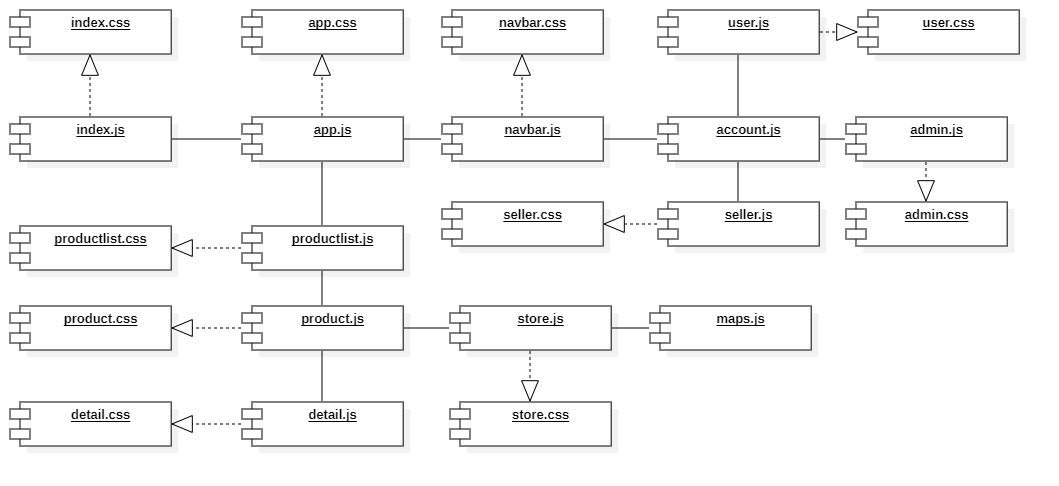 index.css
app.css
navbar.css
user.js
user.css
index.js
app.js
navbar.js
account.js
admin.js
seller.css
seller.js
admin.css
productlist.css
productlist.js
product.css
product.js
store.js
maps.js
detail.css
detail.js
store.css